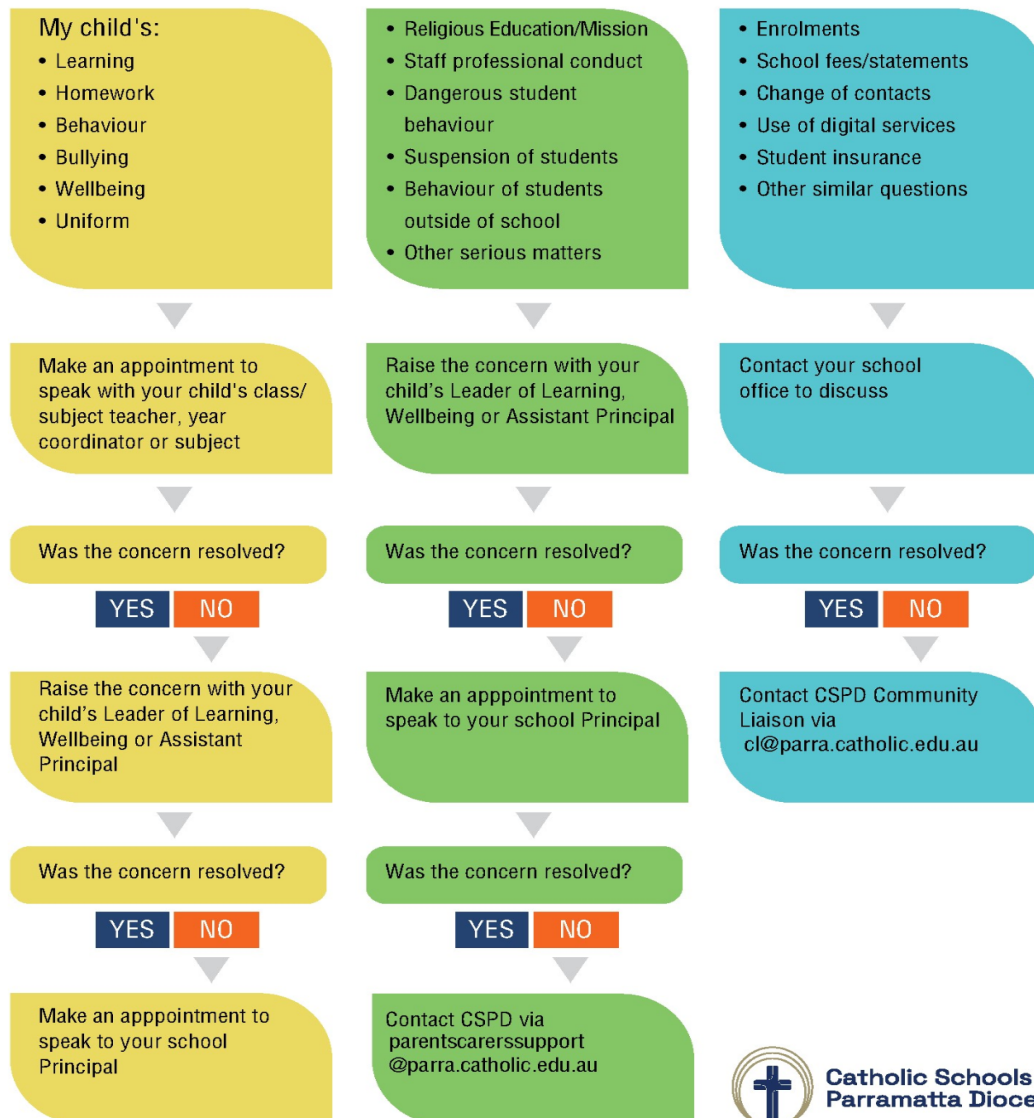 My child's:
• Learning
• Homework
• Behaviour
• Bullying
• Wellbeing
• Uniform
Make an appointment to
speak with your child's class/
subject teacher, year
coordinator or subject
Was the concern resolved?
YES NO
Raise the concern with your
child's Leader of Learning,
Wellbeing or Assistant
Principal
Was the concern resolved?
YES NO
Make an apppointment to
speak to your school
Principal
• Religious Education/Mission
• Staff professional conduct
• Dangerous student
behaviour
• Suspension of students
• Behaviour of students
outside of school
• Other serious matters
Raise the concern with your
child’s Leader of Learning,
Wellbeing or Assistant Principal
Was the concern resolved?
YES NO
Make an apppointment to
speak to your school Principal
Was the concern resolved?
YES NO
Contact CSPD via
parentscarerssupport
@parra.catholic.edu.au
• Enrolments
• School fees/statements
• Change of contacts
• Use of digital services
• Student insurance
• Other similar questions
Contact your school
office to discuss
Was the concern resolved?
YES NO
Contact CSPD Community
Liaison via
cl@parra.catholic.edu.au
Catholic Schools
Parramatta Dioce